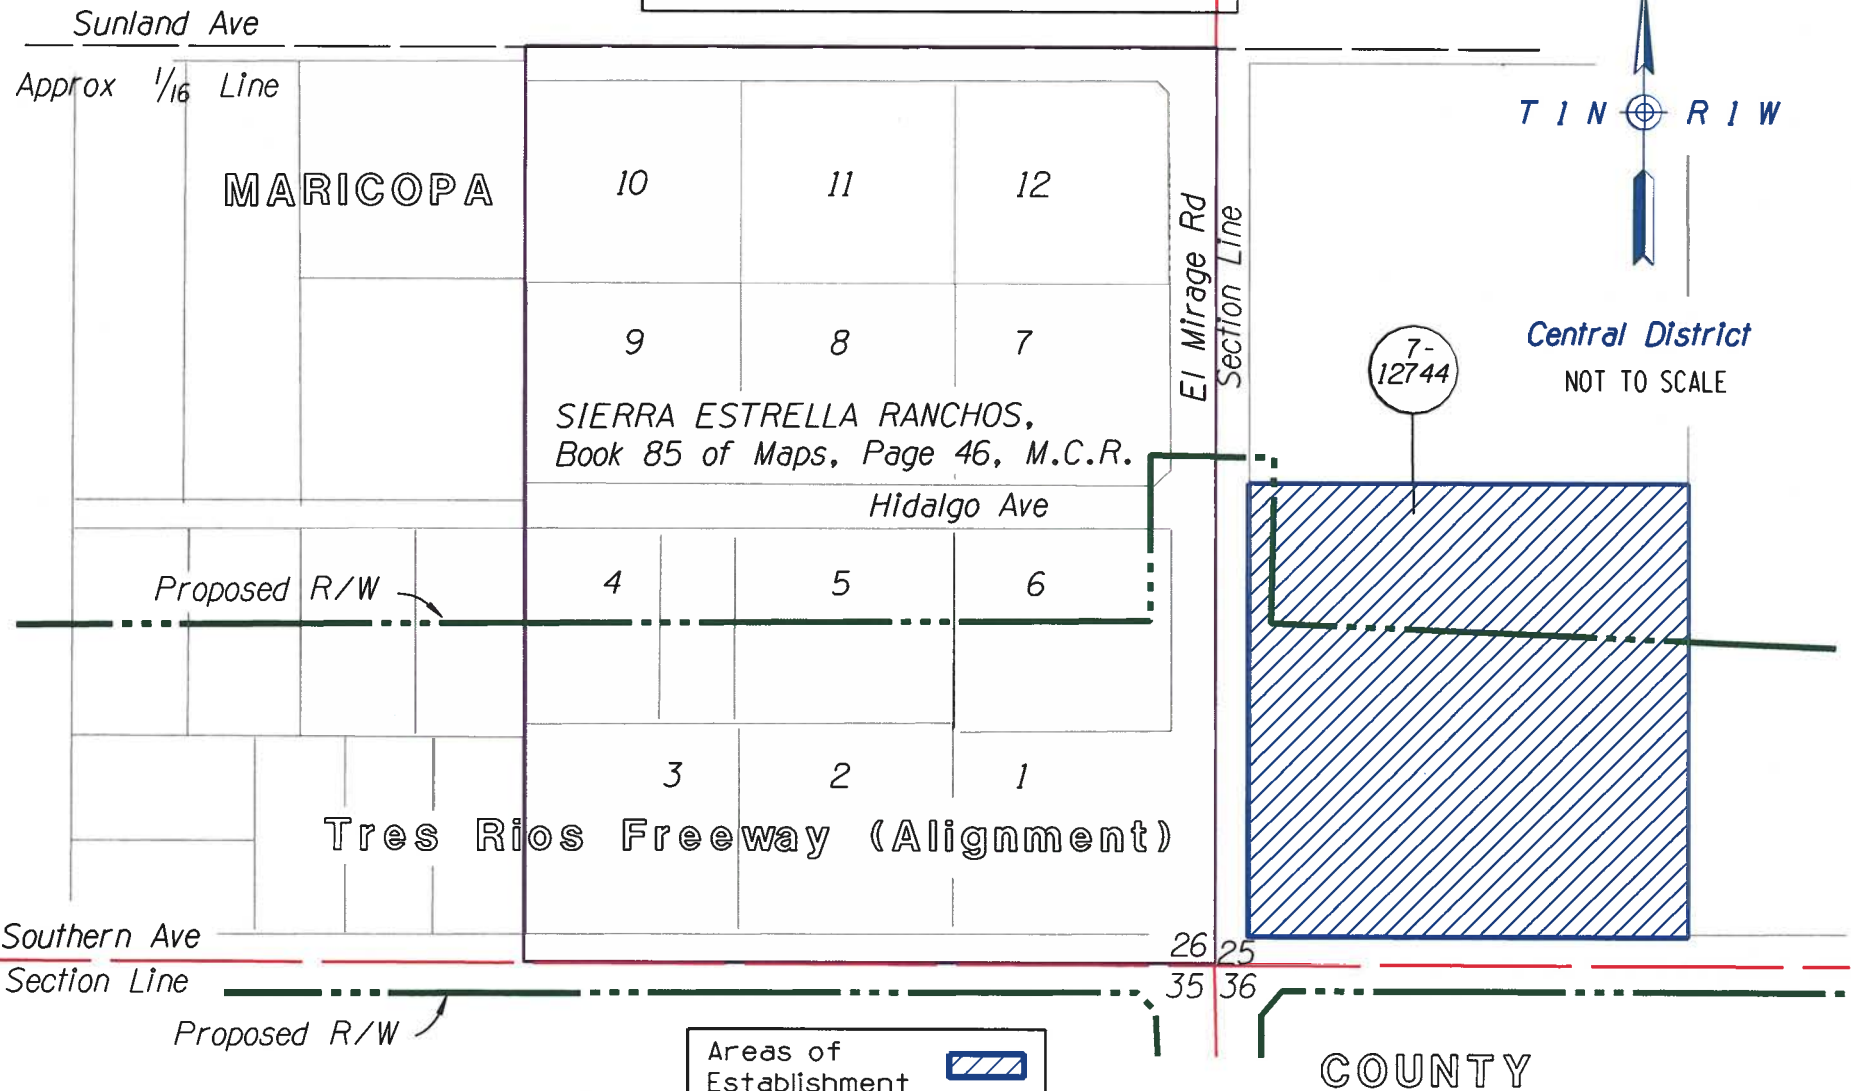 Sunland Ave
Approx 1/16 Line
T 1 N R 1 W
MARICOPA
10
11
12
El Mirage Rd
Section Line
9
8
7
7-
12744
Central District
NOT TO SCALE
SIERRA ESTRELLA RANCHOS,
Book 85 of Maps, Page 46, M.C.R.
Hidalgo Ave
Proposed R/W
4
5
6
3
2
1
Tres Rios Freeway (Alignment)
Southern Ave
Section Line
26 25
35 36
Proposed R/W
Areas of
Establishment
COUNTY